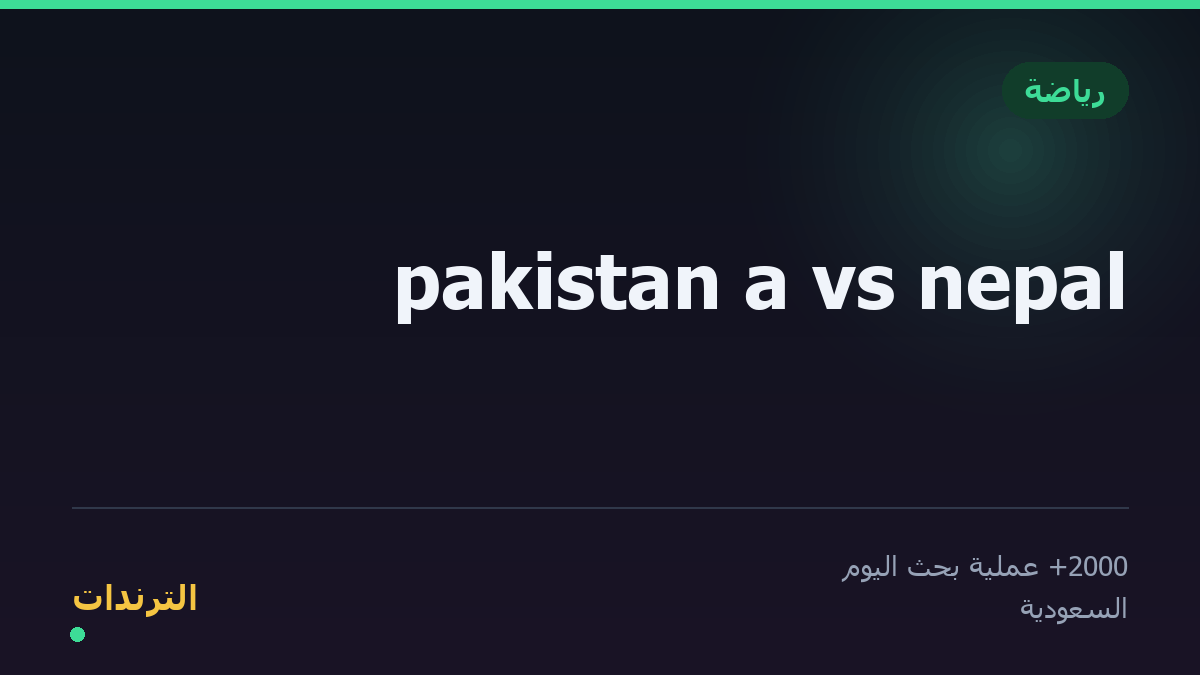 رياضة
pakistan a vs nepal
2000+ عملية بحث اليوم
السعودية
الترندات